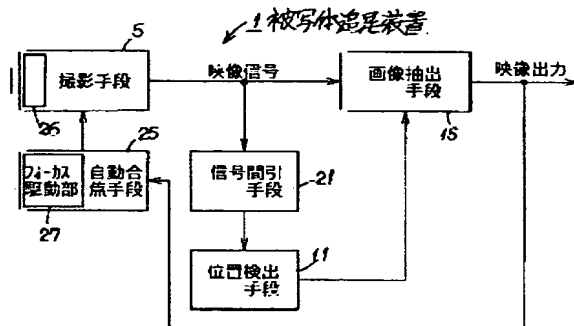 1 被写体追尾装置
5
撮影手段
26
映像信号
画像抽出
手段
15
映像出力
25
フォーカス
駆動部
27
自動合
焦手段
信号間引
手段
21
位置検出
手段
11